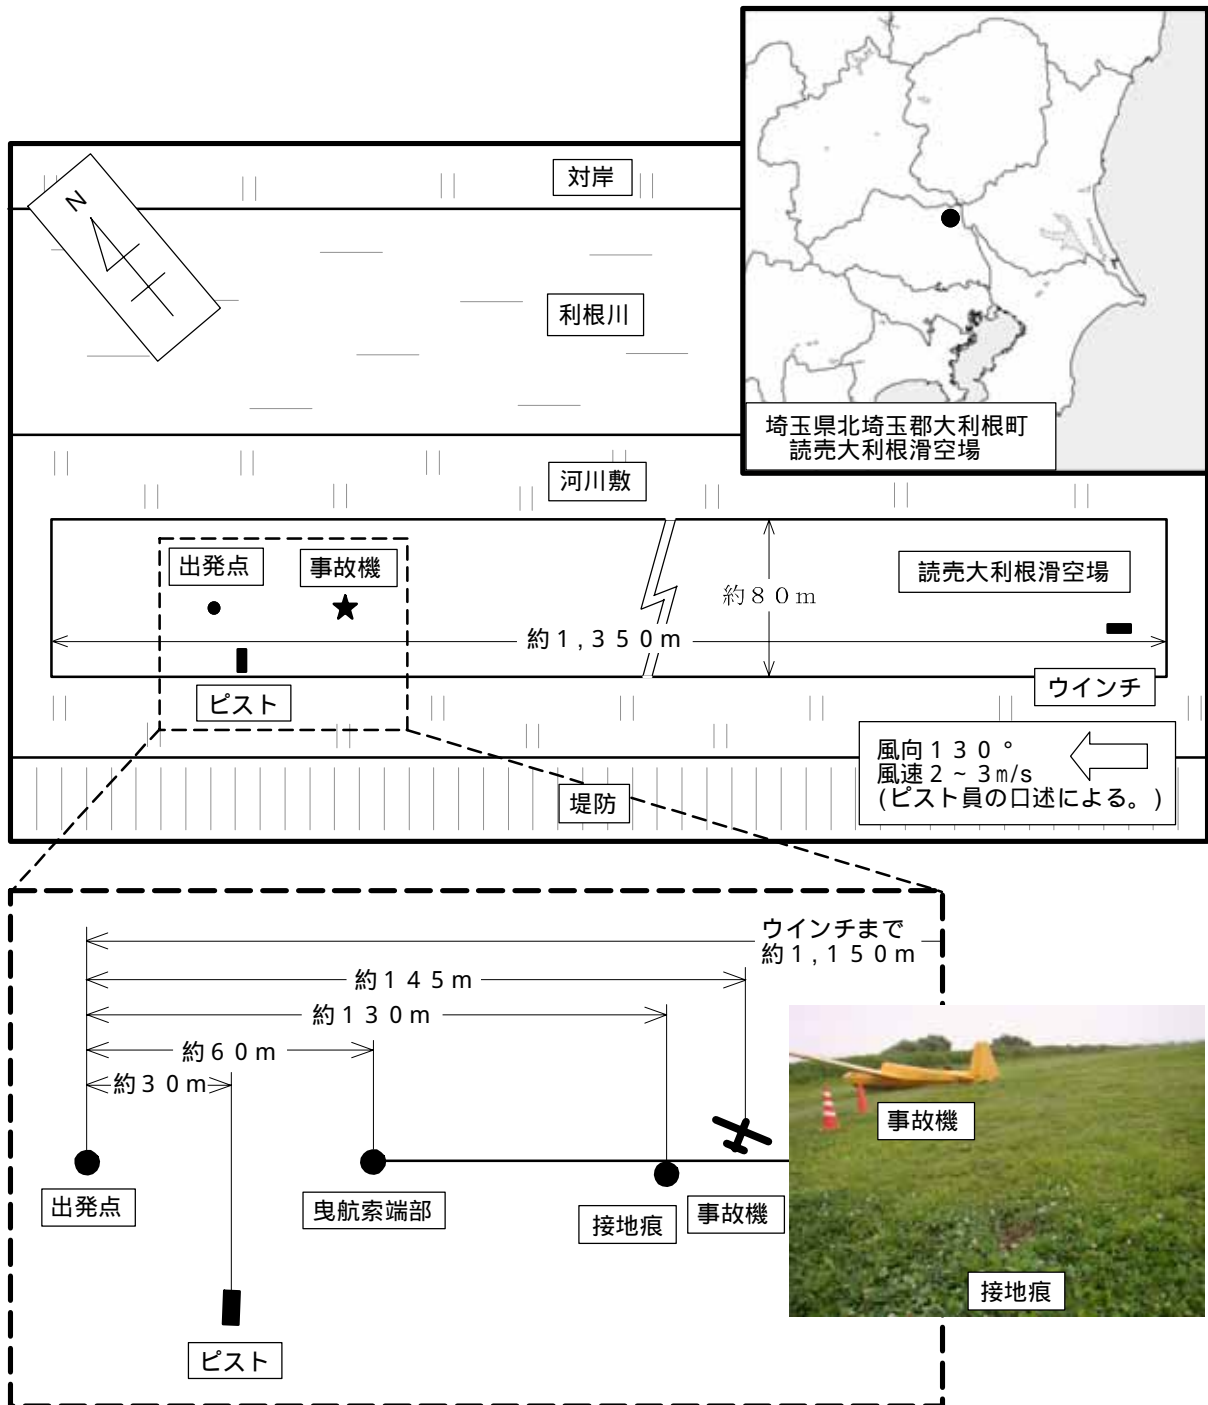 対岸
N
利根川
埼玉県北埼玉郡大利根町
読売大利根滑空場
河川敷
出発点
事故機
読売大利根滑空場
約８０ｍ
約１，３５０ｍ
ピスト
ウインチ
風向１３０°
風速２～３㎧
(ピスト員の口述による。)
堤防
ウインチまで
約１，１５０ｍ
約１４５ｍ
約１３０ｍ
約６０ｍ
約３０ｍ
事故機
出発点
曳航索端部
接地痕
事故機
接地痕
ピスト